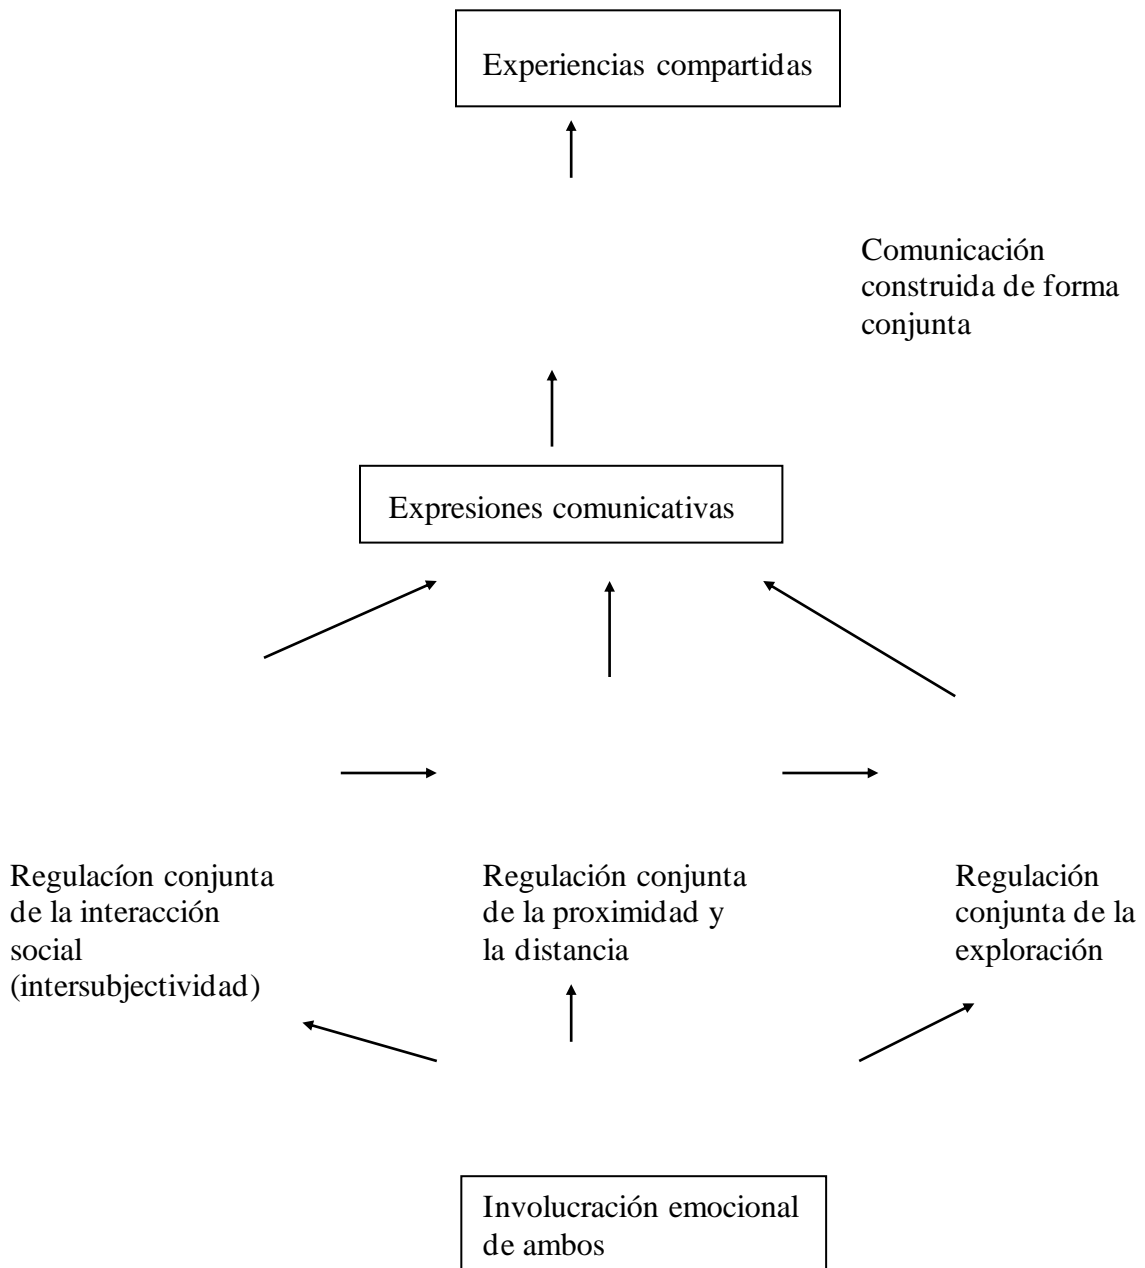 Experiencias compartidas
Comunicación
construida de forma
conjunta
Expresiones comunicativas
Regulacíon conjunta
de la interacción
social
(intersubjectividad)
Regulación conjunta
de la proximidad y
la distancia
Regulación
conjunta de la
exploración
Involucración emocional
de ambos